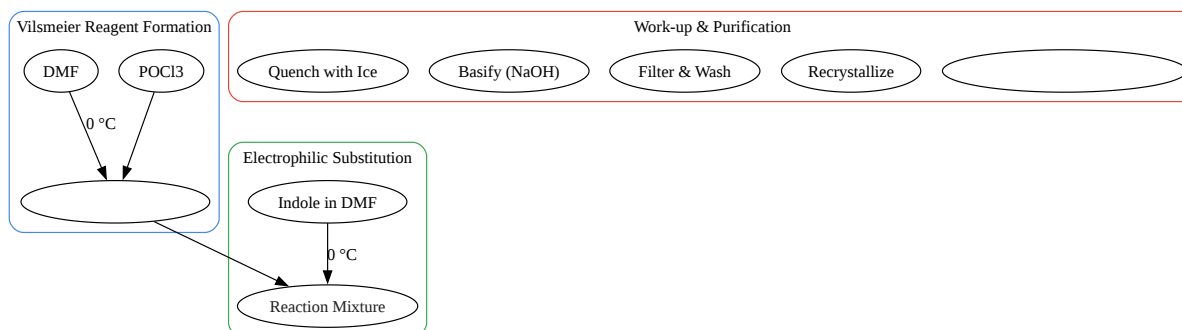 Vilsmeier Reagent Formation
DMF
POCl3
0 °C
Work-up & Purification
Quench with Ice
Basify (NaOH)
Filter & Wash
Recrystallize
Electrophilic Substitution
Indole in DMF
0 °C
Reaction Mixture